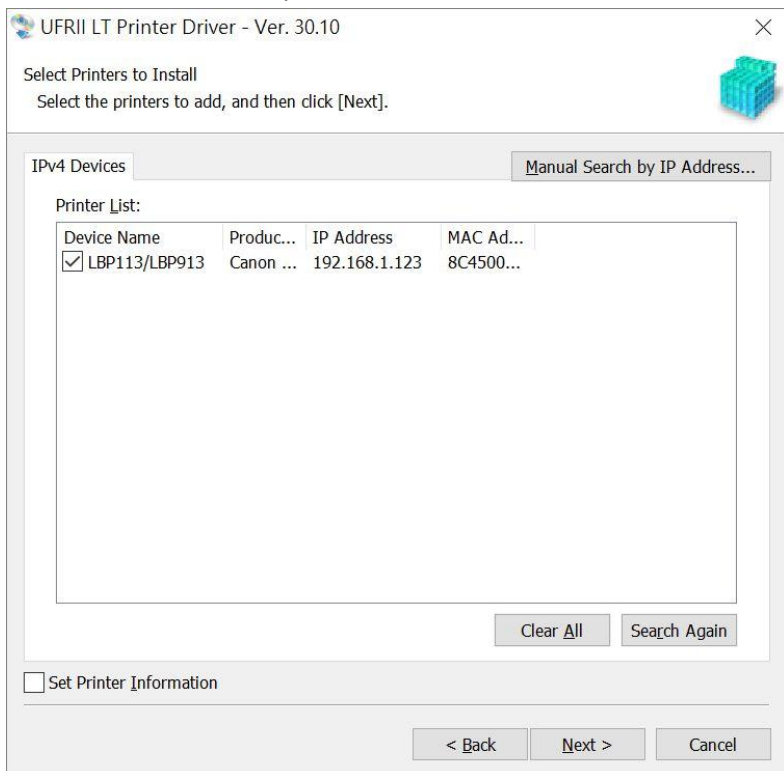 UFRII LT Printer Driver - Ver. 30.10
Select Printers to Install
Select the printers to add, and then click [Next].
IPv4 Devices
Manual Search by IP Address...
Printer List:
Device Name Produc... IP Address MAC Ad...
LBP113/LBP913 Canon ... 192.168.1.123 8C4500...
Clear All Search Again
Set Printer Information
< Back Next > Cancel